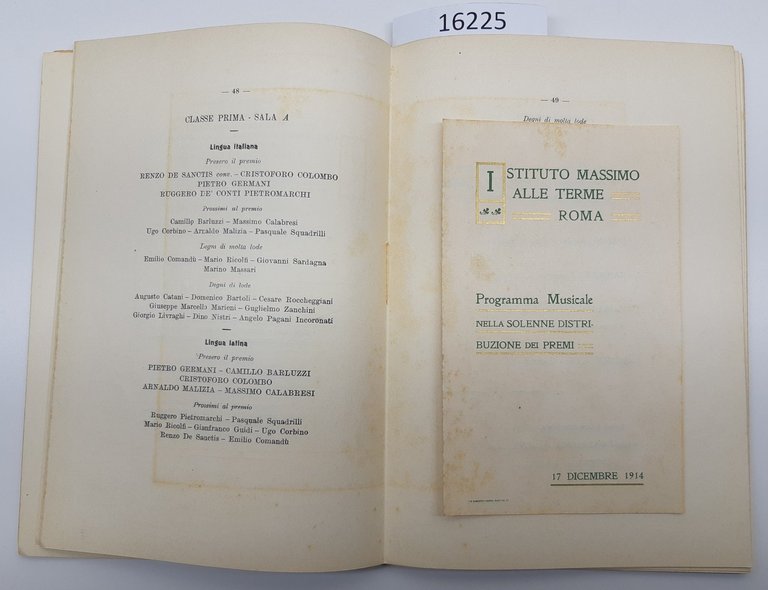 16225
— 48 —
CLASSE PRIMA - SALA A
Lingua italiana
Presero il premio
RENZO DE SANCTIS conv. - CRISTOFORO COLOMBO
PIETRO GERMANI
RUGGERO DE' CONTI PIETROMARCHI
Prossimi al premio
Camillo Barluzzi - Massimo Calabresi
Ugo Corbino - Arnaldo Malizia - Pasquale Squadrilli
Degni di molta lode
Emilio Comandù - Mario Ricolfi - Giovanni Sardagna
Marino Massari
Degni di lode
Augusto Catani - Domenico Bartoli - Cesare Roccheggiani
Giuseppe Marcello Marieni - Guglielmo Zanchini
Giorgio Livraghi - Dino Nistri - Angelo Pagani Incoronati
Lingua latina
Presero il premio
PIETRO GERMANI - CAMILLO BARLUZZI
CRISTOFORO COLOMBO
ARNALDO MALIZIA - MASSIMO CALABRESI
Prossimi al premio
Ruggero Pietromarchi - Pasquale Squadrilli
Mario Ricolfi - Gianfranco Guidi - Ugo Corbino
Renzo De Sanctis - Emilio Comandù
— 49 —
Degni di molta lode
ISTITUTO MASSIMO
ALLE TERME
ROMA
Programma Musicale
NELLA SOLENNE DISTRI-
BUZIONE DEI PREMI
17 DICEMBRE 1914